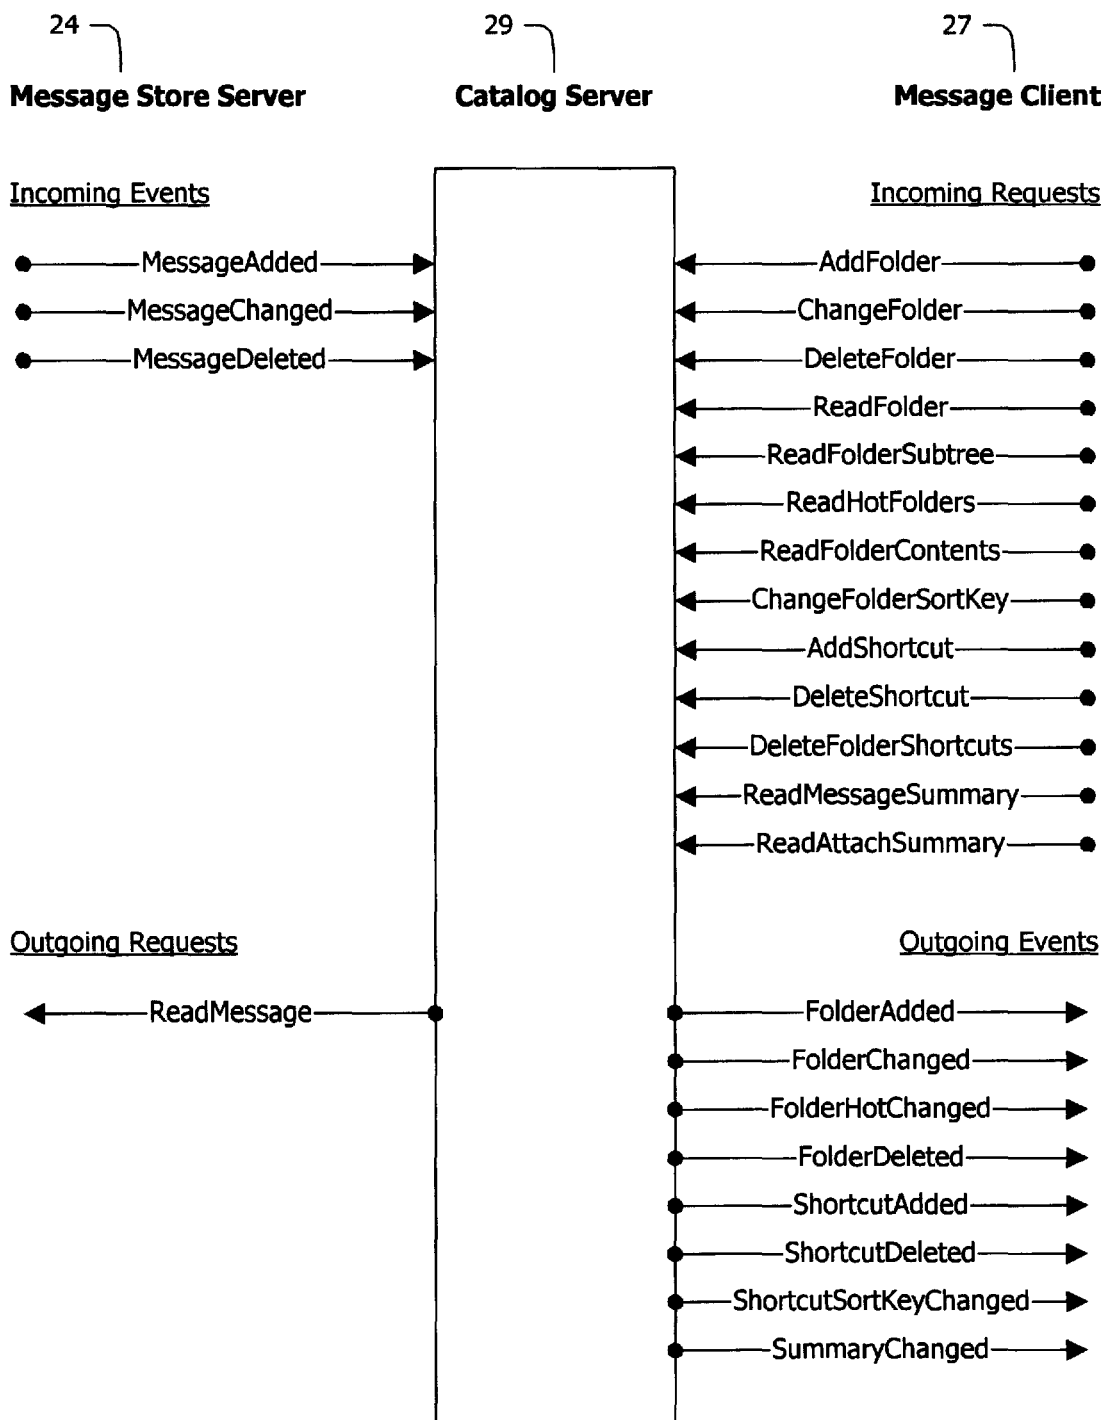 24
29
27
Message Store Server
Catalog Server
Message Client
Incoming Events
Incoming Requests
MessageAdded
AddFolder
MessageChanged
ChangeFolder
MessageDeleted
DeleteFolder
ReadFolder
ReadFolderSubtree
ReadHotFolders
ReadFolderContents
ChangeFolderSortKey
AddShortcut
DeleteShortcut
DeleteFolderShortcuts
ReadMessageSummary
ReadAttachSummary
Outgoing Requests
Outgoing Events
ReadMessage
FolderAdded
FolderChanged
FolderHotChanged
FolderDeleted
ShortcutAdded
ShortcutDeleted
ShortcutSortKeyChanged
SummaryChanged